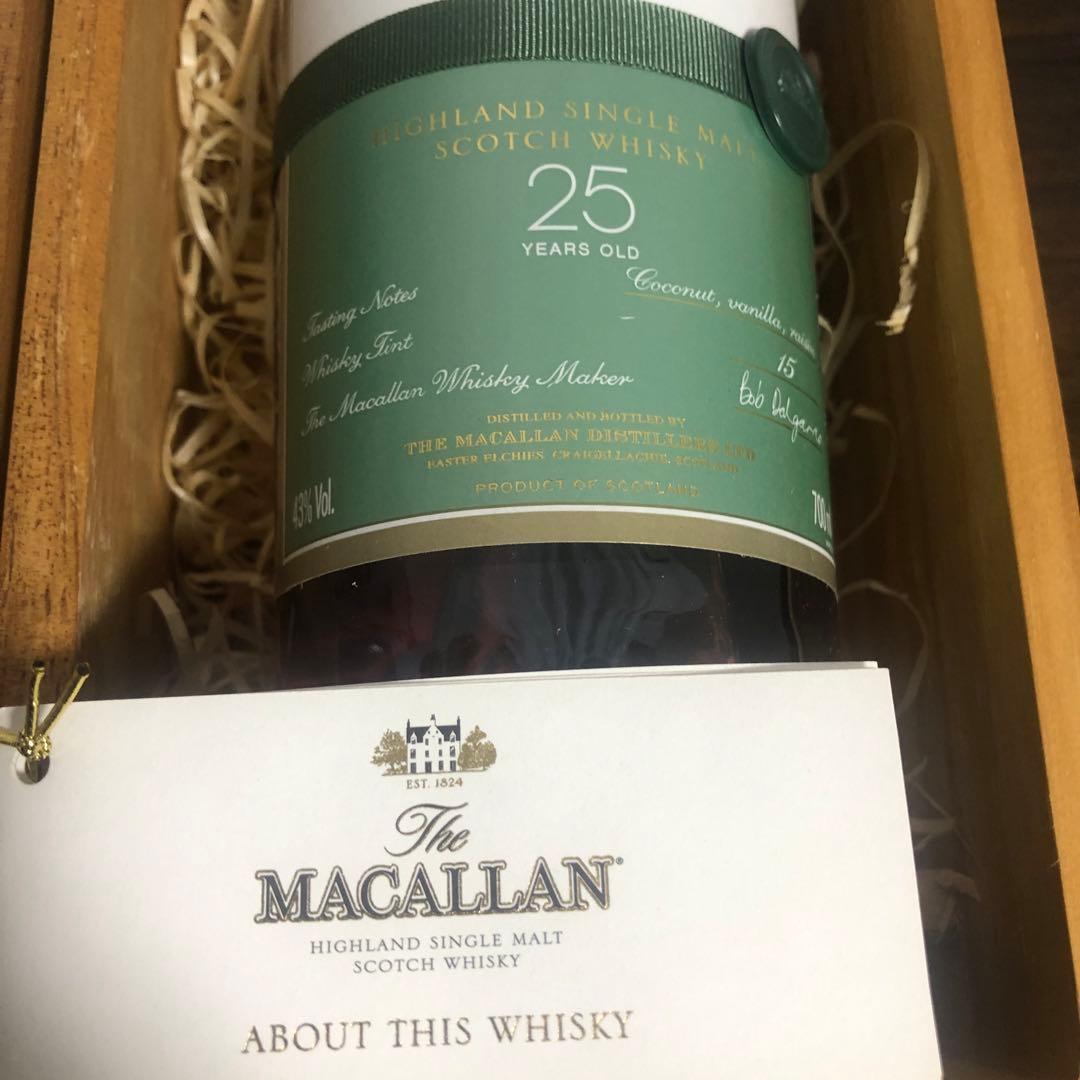 HIGHLAND SINGLE MALT
SCOTCH WHISKY
25
YEARS OLD
Tasting Notes
Coconut, vanilla,
Whisky Tint
15
The Macallan Whisky Maker
Bob
DISTILLED AND BOTTLED BY
THE MACALLAN DISTILLERS LTD
EASTER ELCHIES, CRAIGELLACHIE, SCOTLAND
PRODUCT OF SCOTLAND
43% Vol.
EST. 1824
The
MACALLAN®
HIGHLAND SINGLE MALT
SCOTCH WHISKY
ABOUT THIS WHISKY